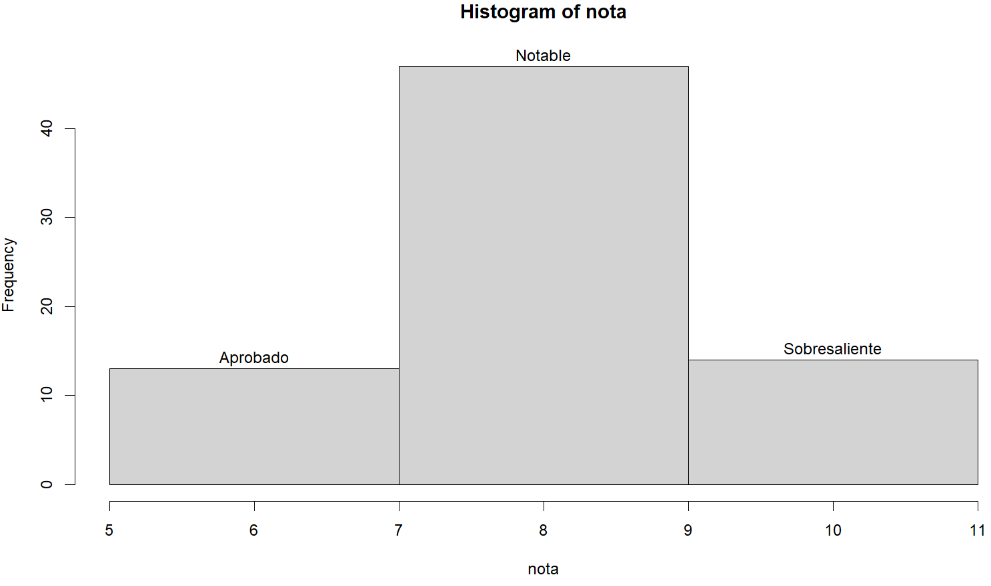 Histogram of nota
Notable
Aprobado
Sobresaliente
Frequency
40
30
20
10
0
5 6 7 8 9 10 11
nota